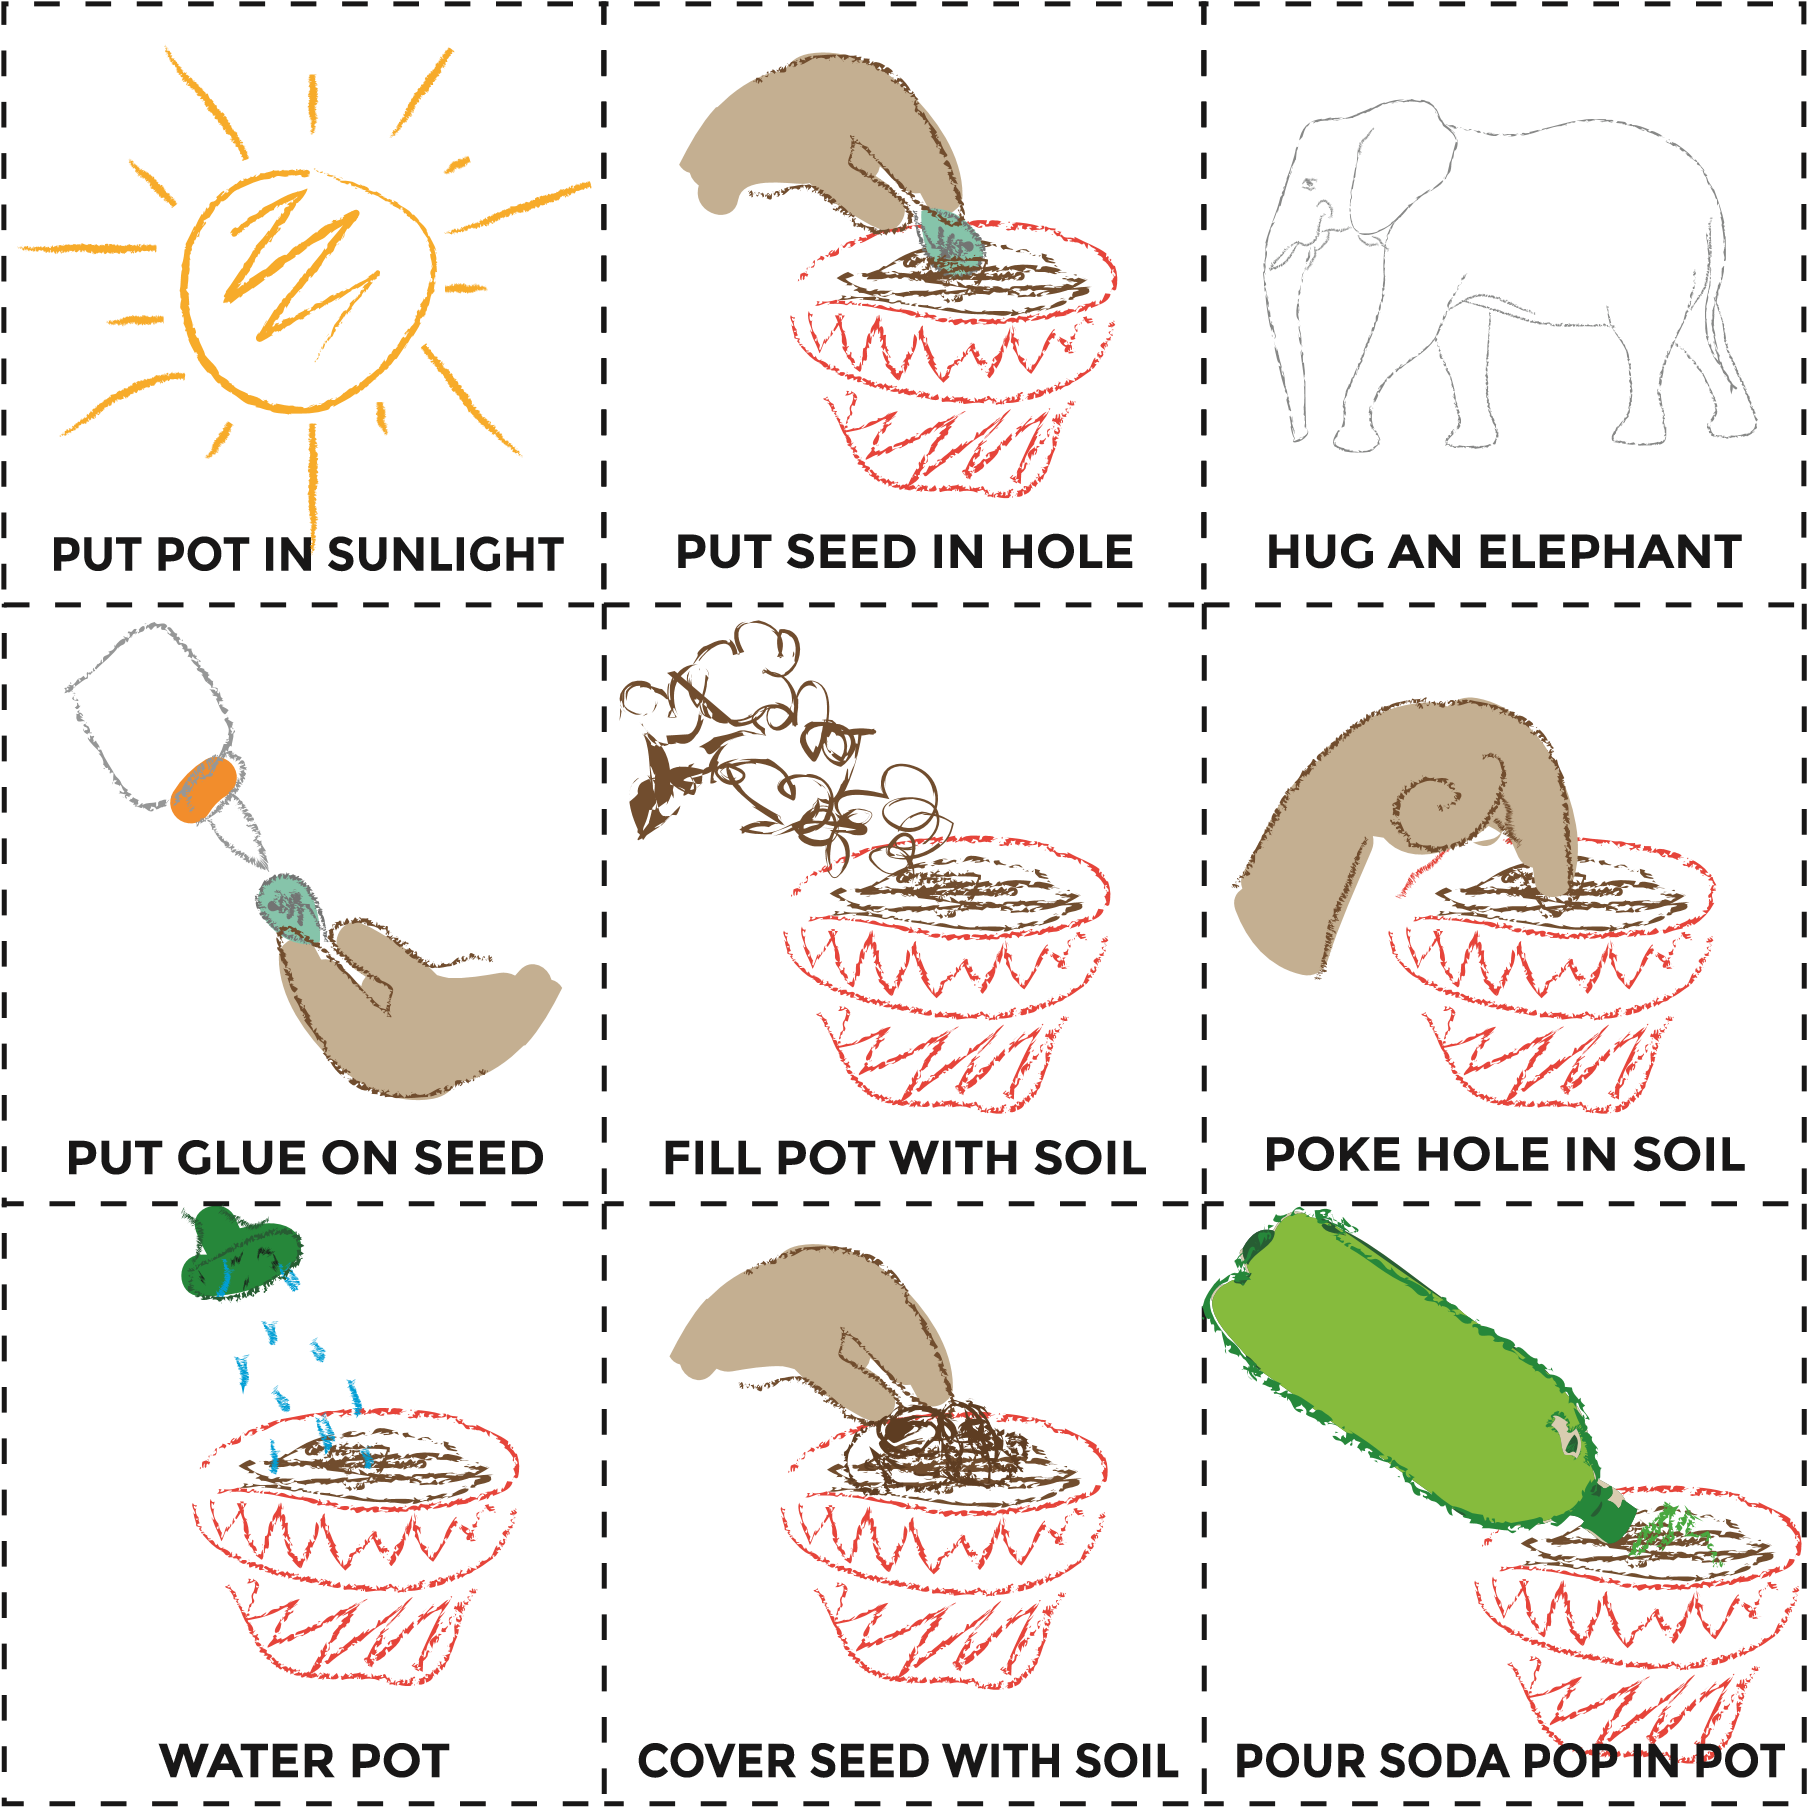 PUT POT IN SUNLIGHT
PUT SEED IN HOLE
HUG AN ELEPHANT
PUT GLUE ON SEED
FILL POT WITH SOIL
POKE HOLE IN SOIL
WATER POT
COVER SEED WITH SOIL
POUR SODA POP IN POT